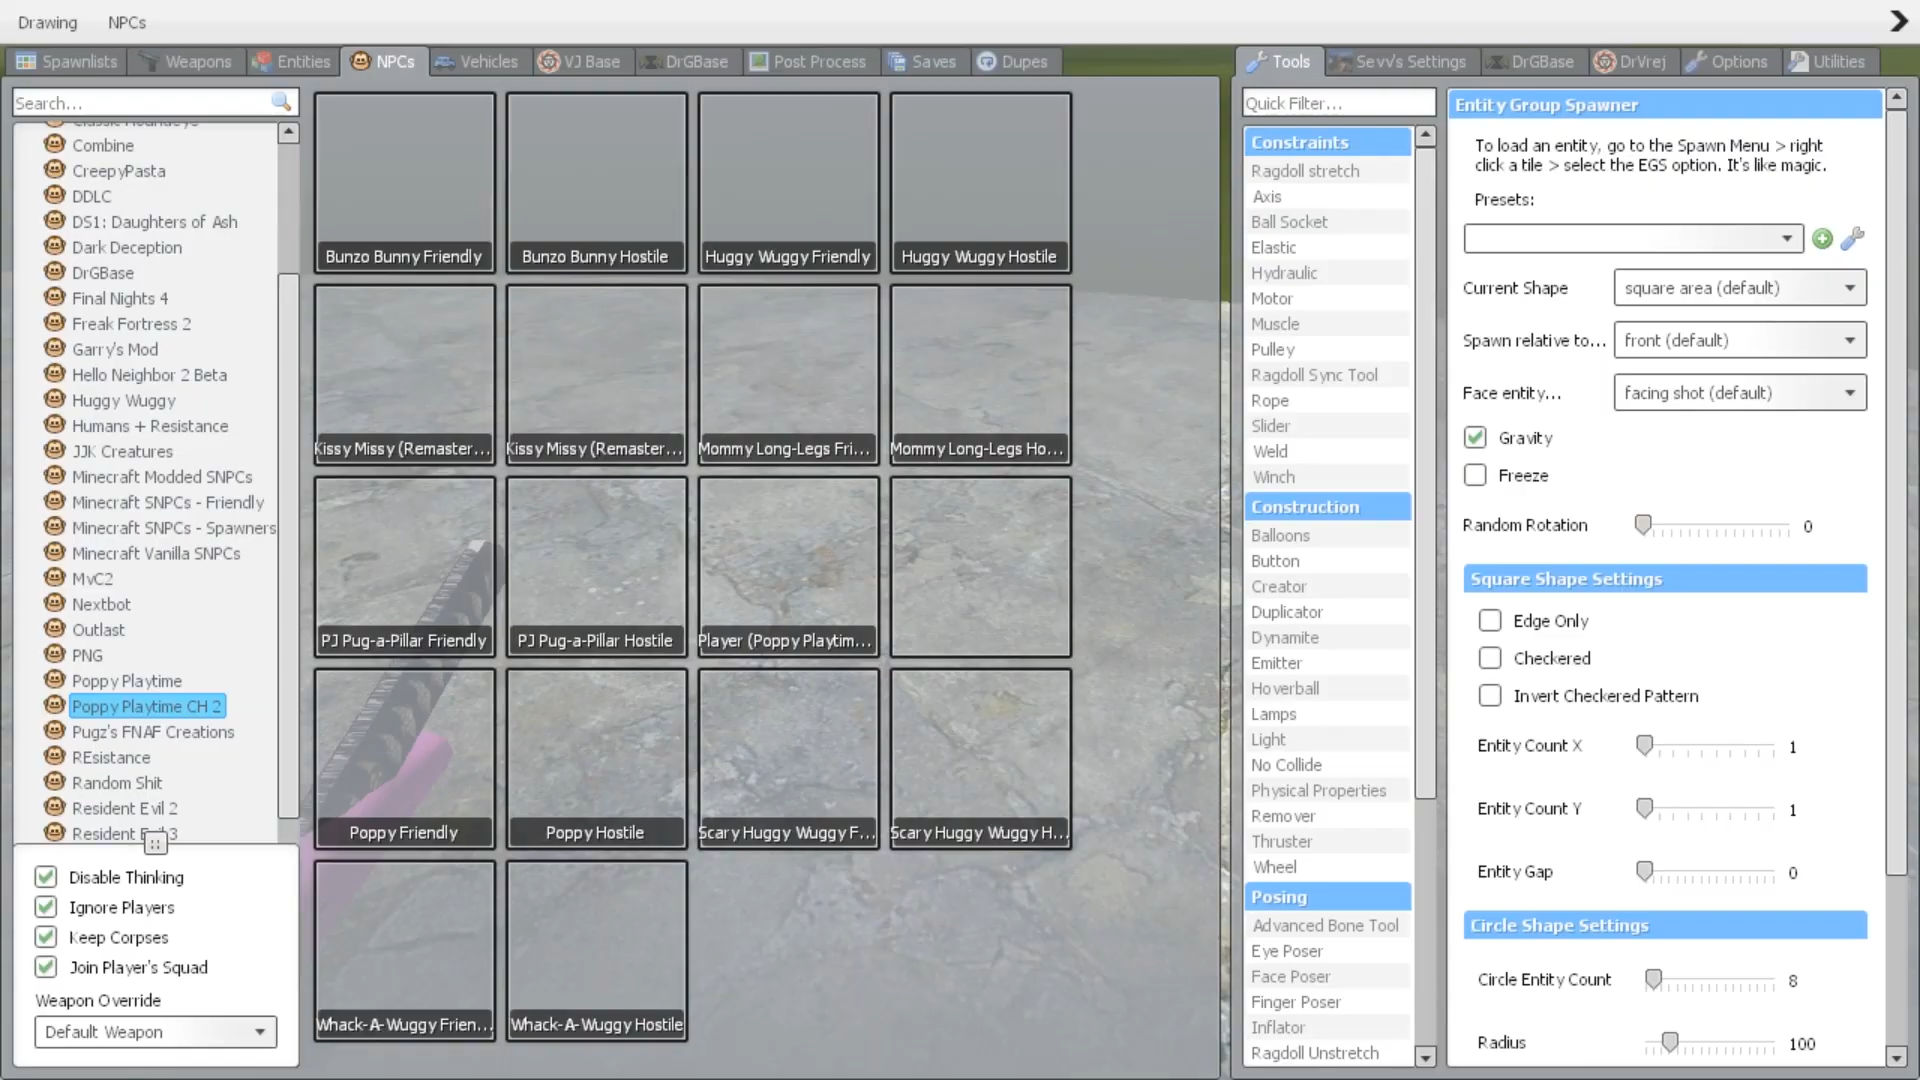 Drawing NPCs
Spawnlists Weapons Entities NPCs Vehicles VJ Base DrGBase Post Process Saves Dupes
Tools Sevv's Settings DrGBase DrVrej Options Utilities
Search...
Combine
CreepyPasta
DDLC
DS1: Daughters of Ash
Dark Deception
DrGBase
Final Nights 4
Freak Fortress 2
Garry's Mod
Hello Neighbor 2 Beta
Huggy Wuggy
Humans + Resistance
JJK Creatures
Minecraft Modded SNPCs
Minecraft SNPCs - Friendly
Minecraft SNPCs - Spawners
Minecraft Vanilla SNPCs
MvC2
Nextbot
Outlast
PNG
Poppy Playtime
Poppy Playtime CH 2
Pugz's FNAF Creations
REsistance
Random Shit
Resident Evil 2
Disable Thinking
Ignore Players
Keep Corpses
Join Player's Squad
Weapon Override
Default Weapon
Bunzo Bunny Friendly Bunzo Bunny Hostile Huggy Wuggy Friendly Huggy Wuggy Hostile
Kissy Missy (Remaster... Kissy Missy (Remaster... Mommy Long-Legs Fri... Mommy Long-Legs Ho...
PJ Pug-a-Pillar Friendly PJ Pug-a-Pillar Hostile Player (Poppy Playtim...
Poppy Friendly Poppy Hostile Scary Huggy Wuggy F... Scary Huggy Wuggy H...
Whack-A-Wuggy Frien... Whack-A-Wuggy Hostile
Quick Filter...
Constraints
Ragdoll stretch
Axis
Ball Socket
Elastic
Hydraulic
Motor
Muscle
Pulley
Ragdoll Sync Tool
Rope
Slider
Weld
Winch
Construction
Balloons
Button
Creator
Duplicator
Dynamite
Emitter
Hoverball
Lamps
Light
No Collide
Physical Properties
Remover
Thruster
Wheel
Posing
Advanced Bone Tool
Eye Poser
Face Poser
Finger Poser
Inflator
Ragdoll Unstretch
Entity Group Spawner
To load an entity, go to the Spawn Menu > right
click a tile > select the EGS option. It's like magic.
Presets:
Current Shape square area (default)
Spawn relative to... front (default)
Face entity... facing shot (default)
Gravity
Freeze
Random Rotation 0
Square Shape Settings
Edge Only
Checkered
Invert Checkered Pattern
Entity Count X 1
Entity Count Y 1
Entity Gap 0
Circle Shape Settings
Circle Entity Count 8
Radius 100